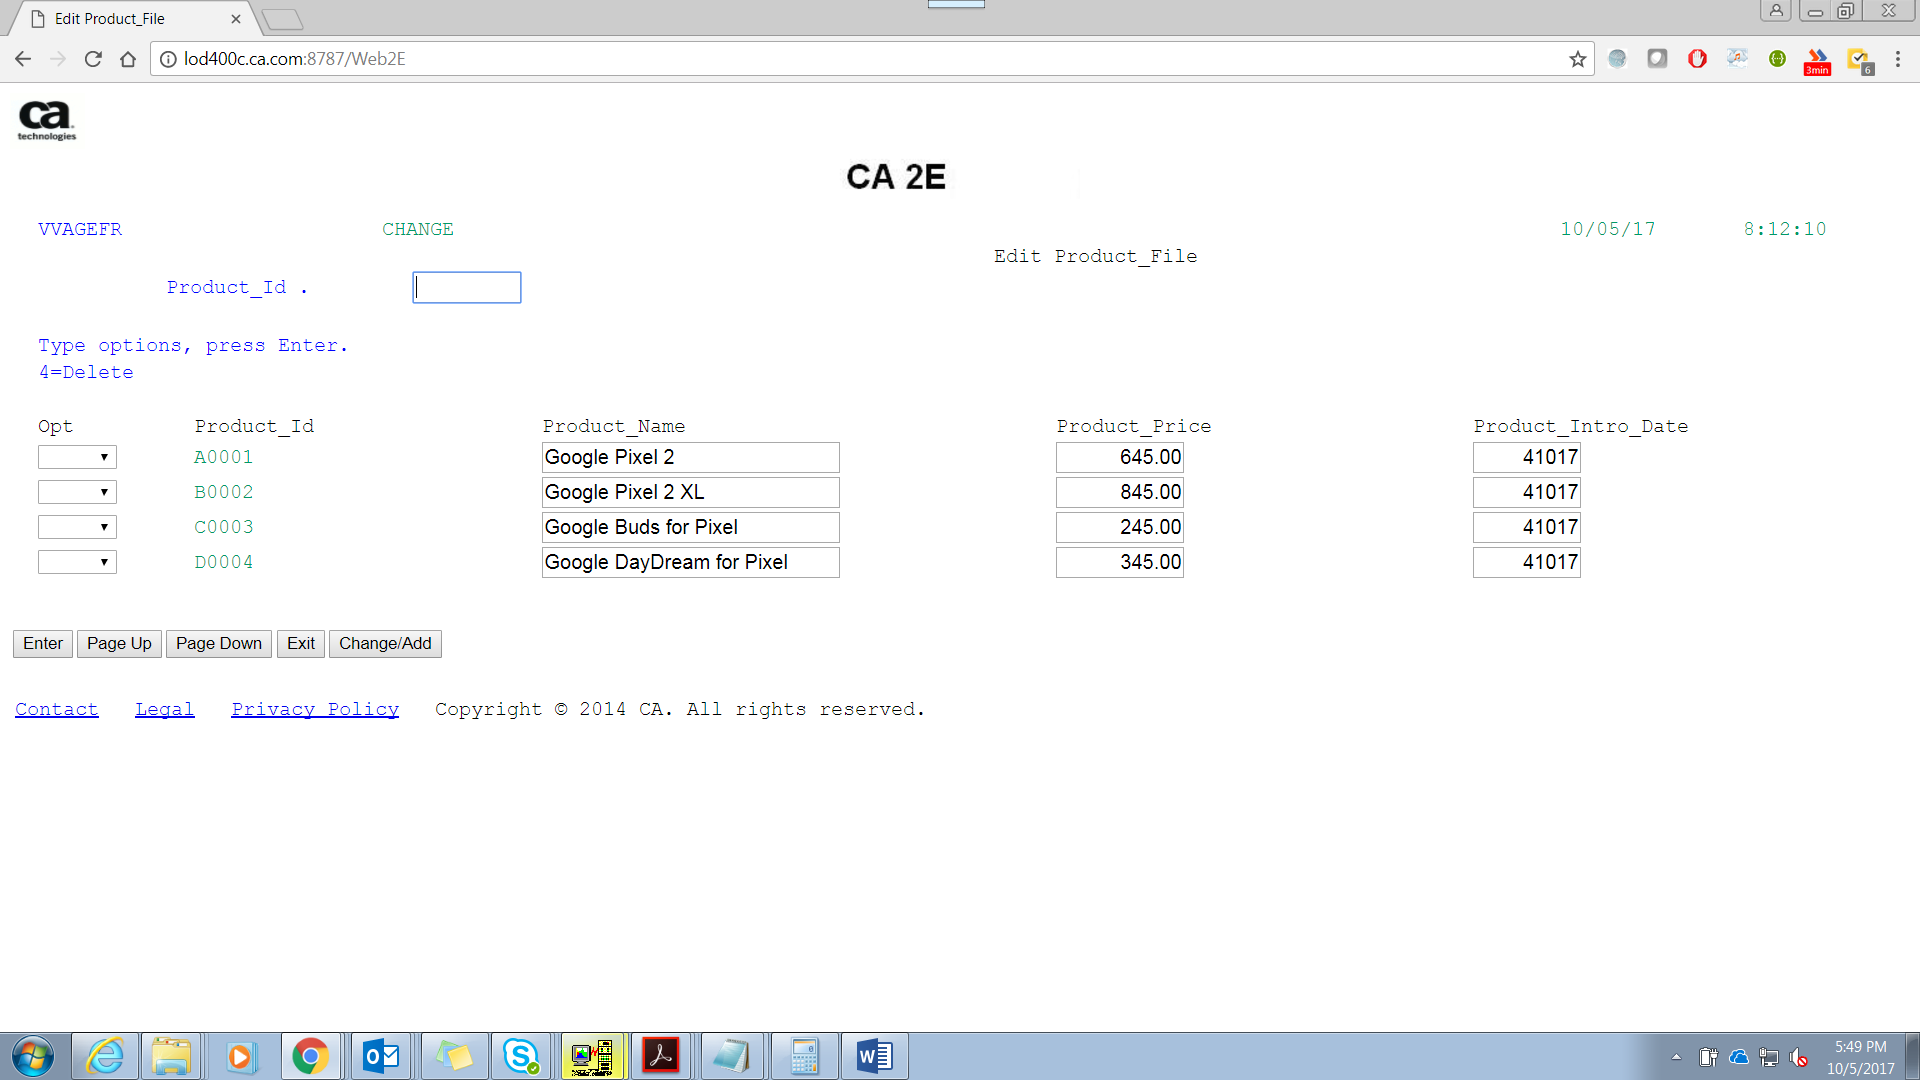 Edit Product_File
lod400c.ca.com:8787/Web2E
3min
6
ca
technologies
CA 2E
VVAGEFR CHANGE 10/05/17 8:12:10
Edit Product_File
Product_Id .
Type options, press Enter.
4=Delete
Opt Product_Id Product_Name Product_Price Product_Intro_Date
A0001 Google Pixel 2 645.00 41017
B0002 Google Pixel 2 XL 845.00 41017
C0003 Google Buds for Pixel 245.00 41017
D0004 Google DayDream for Pixel 345.00 41017
Enter Page Up Page Down Exit Change/Add
Contact Legal Privacy Policy Copyright © 2014 CA. All rights reserved.
5:49 PM
10/5/2017